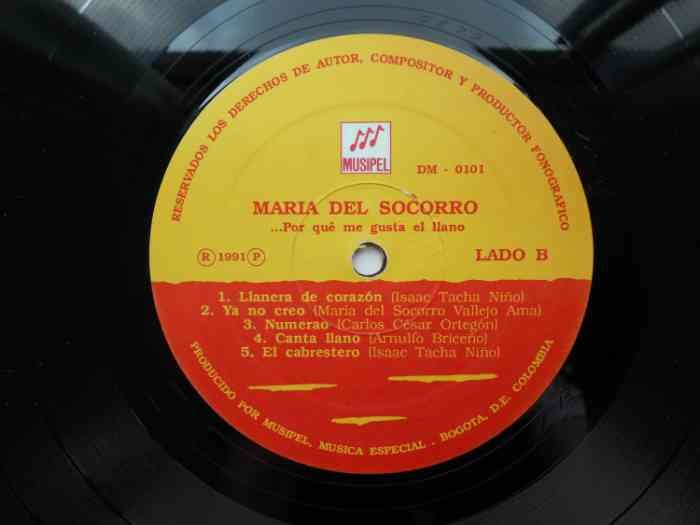 RESERVADOS LOS DERECHOS DE AUTOR, COMPOSITOR Y PRODUCTOR FONOGRAFICO
MUSIPEL
DM - 0101
MARIA DEL SOCORRO
...Por quê me gusta el llano
R 1991 P
LADO B
1. Llanera de corazón (Isaac Tacha Niño)
2. Ya no creo (María del Socorro Vallejo Ama)
3. Numerao (Carlos César Ortegón)
4. Canta llano (Arnulfo Briceño)
5. El cabrestero (Isaac Tacha Niño)
PRODUCIDO POR MUSIPEL, MUSICA ESPECIAL - BOGOTA, D.E. COLOMBIA